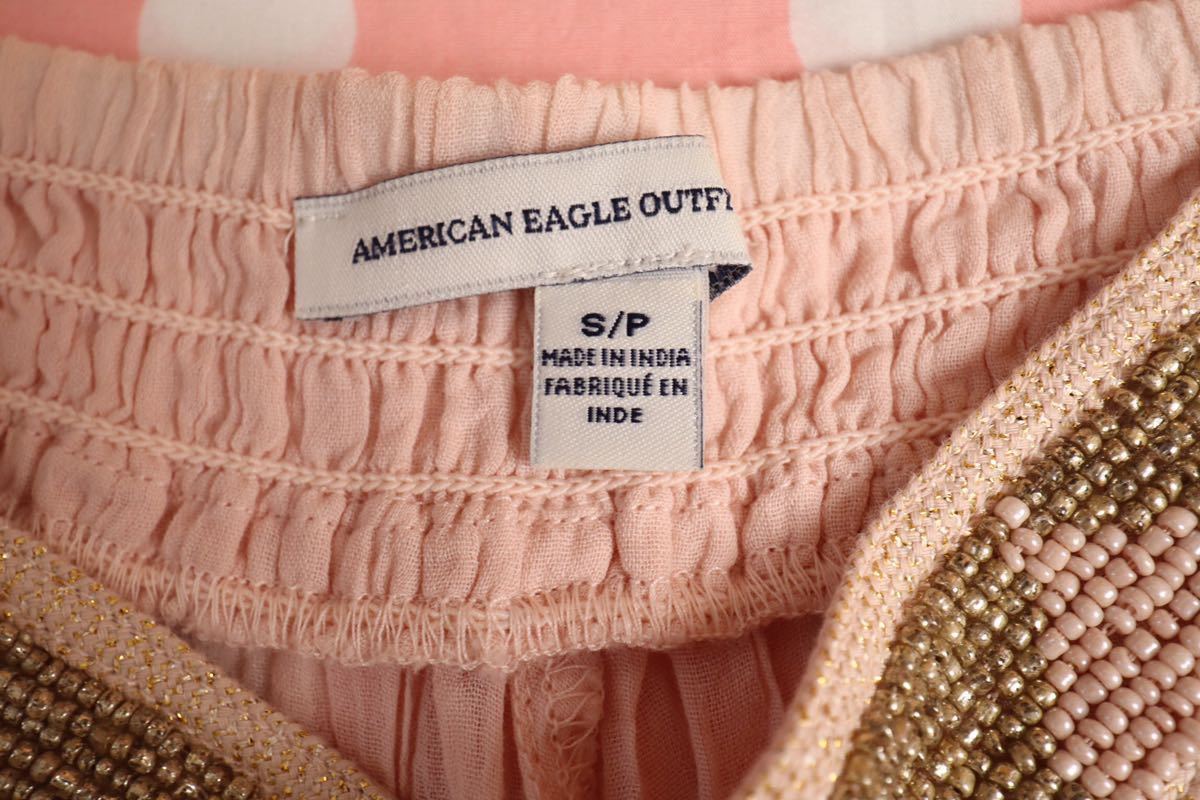 AMERICAN EAGLE OUTF
S/P
MADE IN INDIA
FABRIQUÉ EN
INDE